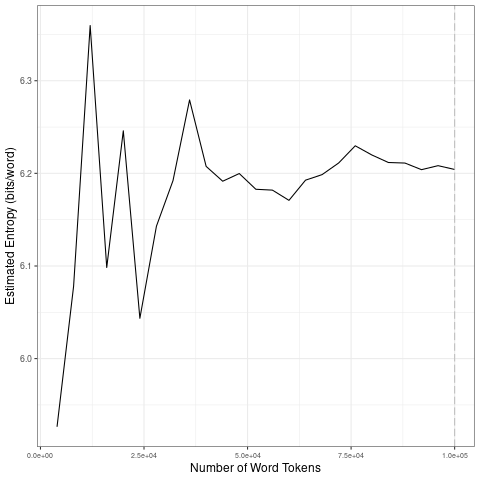 Estimated Entropy (bits/word)
6.3
6.2
6.1
6.0
0.0e+00 2.5e+04 5.0e+04 7.5e+04 1.0e+05
Number of Word Tokens